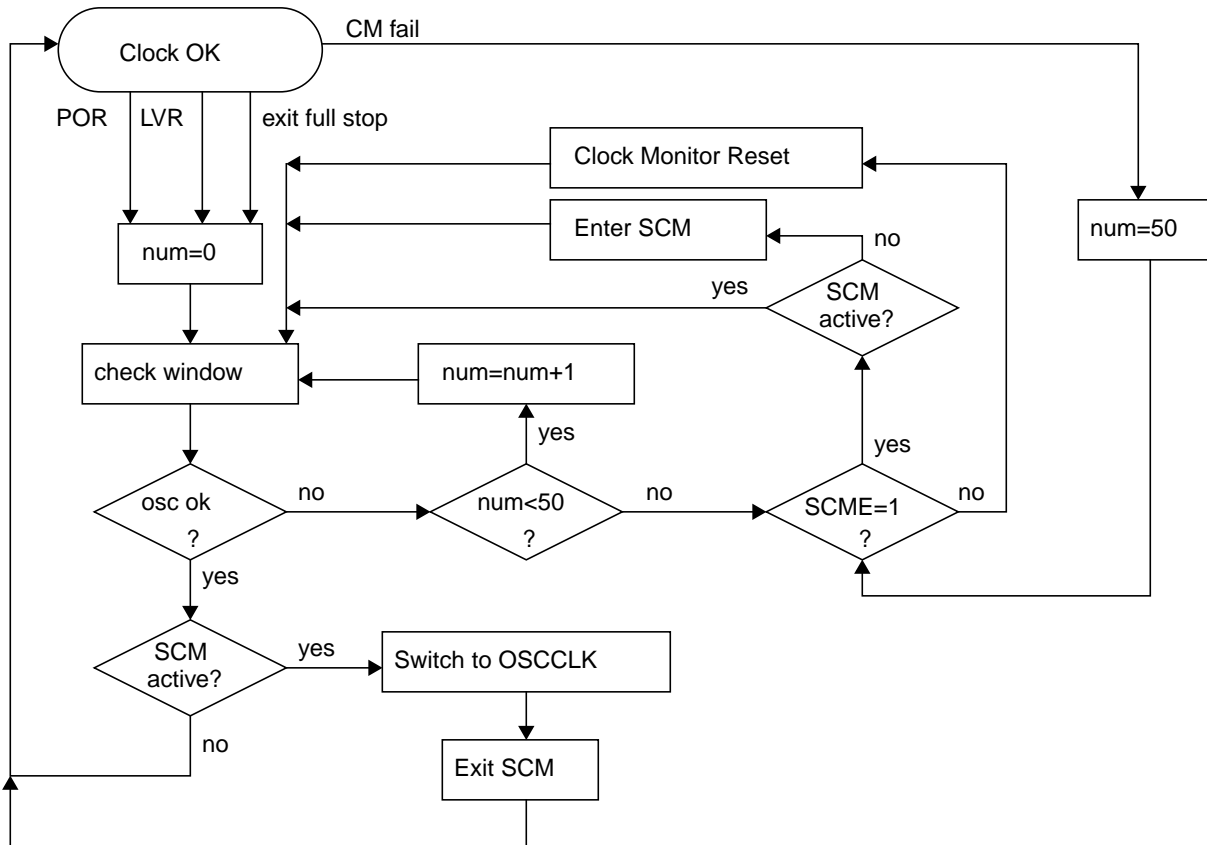 CM fail
Clock OK
POR
LVR
exit full stop
Clock Monitor Reset
Enter SCM
num=50
no
num=0
yes
SCM
active?
check window
num=num+1
yes
yes
osc ok
?
no
num<50
?
no
SCME=1
?
no
yes
SCM
active?
yes
Switch to OSCCLK
no
Exit SCM